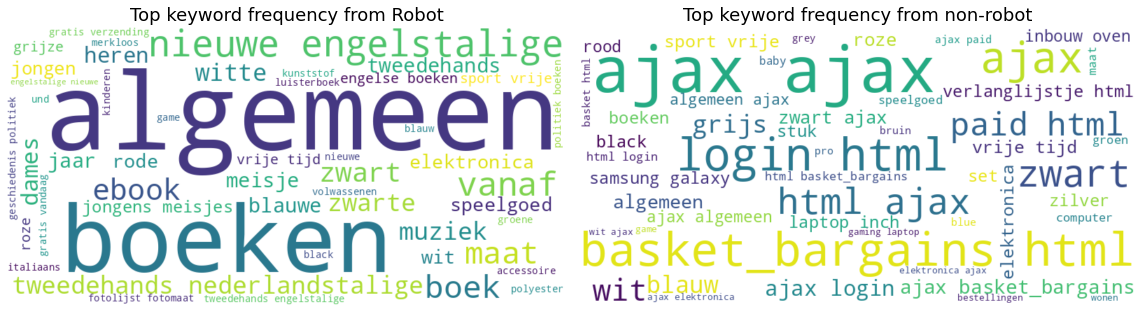 Top keyword frequency from Robot
gratis verzending
merkloos
nieuwe engelstalige
grijze
heren
tweedehands
jongen
witte
kunststof
engelse boeken
sport vrije
engelstalige nieuwe
luisterboek
kinderen
und
game
algemeen
blauw
politiek boeken
geschiedenis politiek
dames
jaar
rode
vrije tijd
nieuwe
elektronica
gratis vandaag
ebook
meisje
zwart
vanaf
volwassenen
jongens meisjes
blauwe
zwarte
speelgoed
roze
groene
boeken
muziek
black
wit
maat
italiaans
accessoire
tweedehands nederlandstalige
boek
polyester
fotolijst fotomaat
tweedehands engelstalige
Top keyword frequency from non-robot
rood
sport vrije
grey
roze
ajax paid
inbouw oven
ajax
ajax
baby
ajax
maat
basket html
algemeen ajax
speelgoed
verlanglijstje html
boeken
grijs
zwart ajax
paid html
black
stuk
bruin
vrije tijd
groen
html login
login html
pro
zwart
samsung galaxy
html basket_bargains
set
elektronica
algemeen
html ajax
zilver
ajax algemeen
laptop inch
blue
computer
wit ajax
game
gaming laptop
basket_bargains html
elektronica ajax
wit
blauw
ajax login
ajax basket_bargains
ajax elektronica
bestellingen
wonen